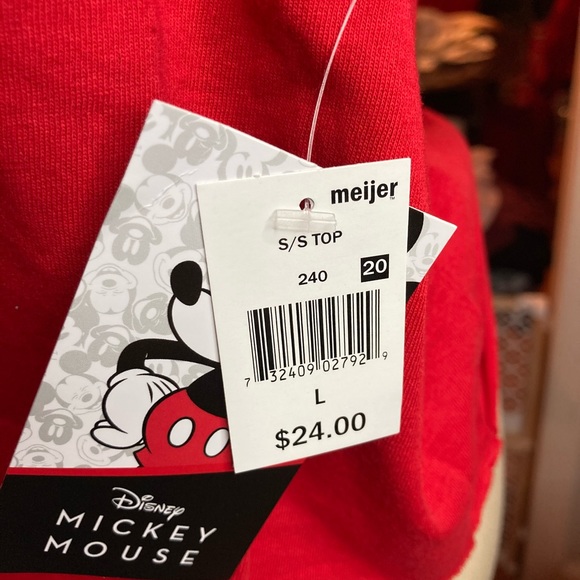 meijer
S/S TOP
240 20
7 32409 02792 9
L
$24.00
Disney
MICKEY
MOUSE